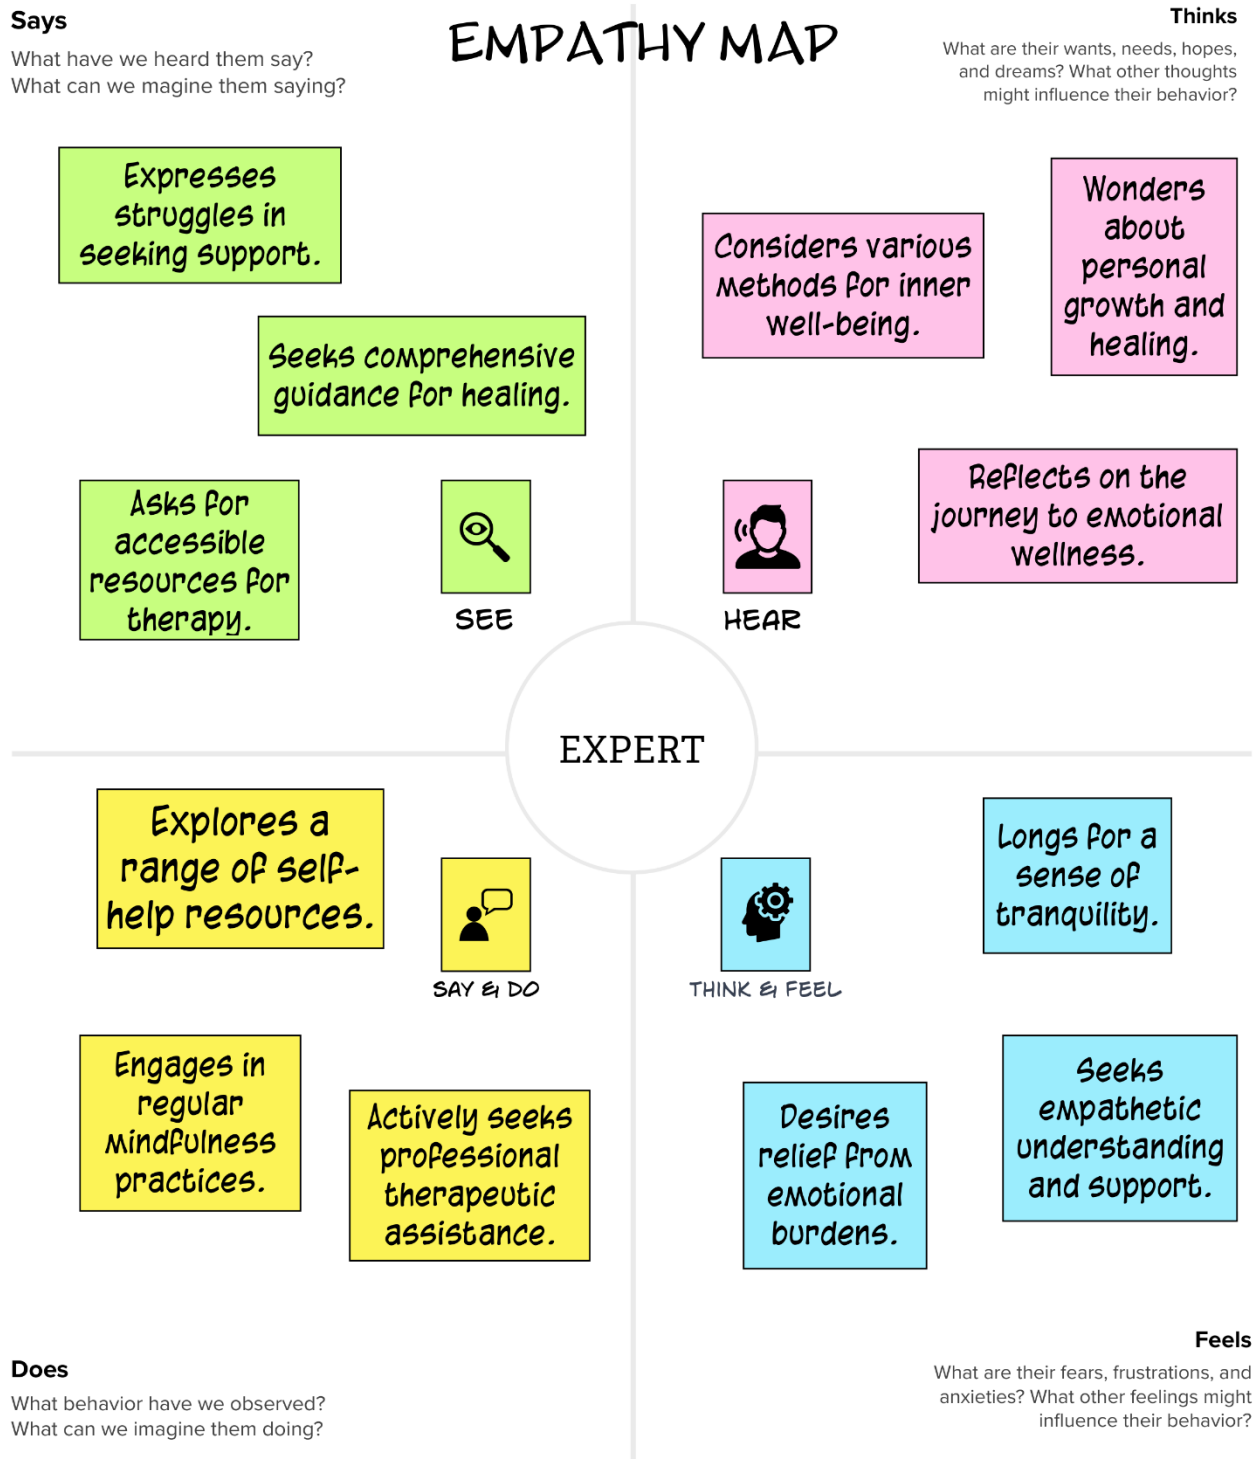 EMPATHY MAP
Says
What have we heard them say?
What can we magine them saying?
Thinks
What are their wants, needs, hopes,
and dreams? What other thoughts
might influence their behavior?
Expresses
struggles in
seeking support.
Seeks comprehensive
guidance for healing.
Asks for
accessible
resources for
therapy.
SEE
Considers various
methods for inner
well-being.
Wonders
about
personal
growth and
healing.
Reflects on the
journey to emotional
wellness.
HEAR
EXPERT
Explores a
range of self-
help resources.
SAY & DO
Engages in
regular
mindfulness
practices.
Actively seeks
professional
therapeutic
assistance.
THINK & FEEL
Longs for a
sense of
tranquility.
Desires
relief from
emotional
burdens.
Seeks
empathetic
understanding
and support.
Does
What behavior have we observed?
What can we imagine them doing?
Feels
What are their fears, frustrations, and
anxieties? What other feelings might
influence their behavior?